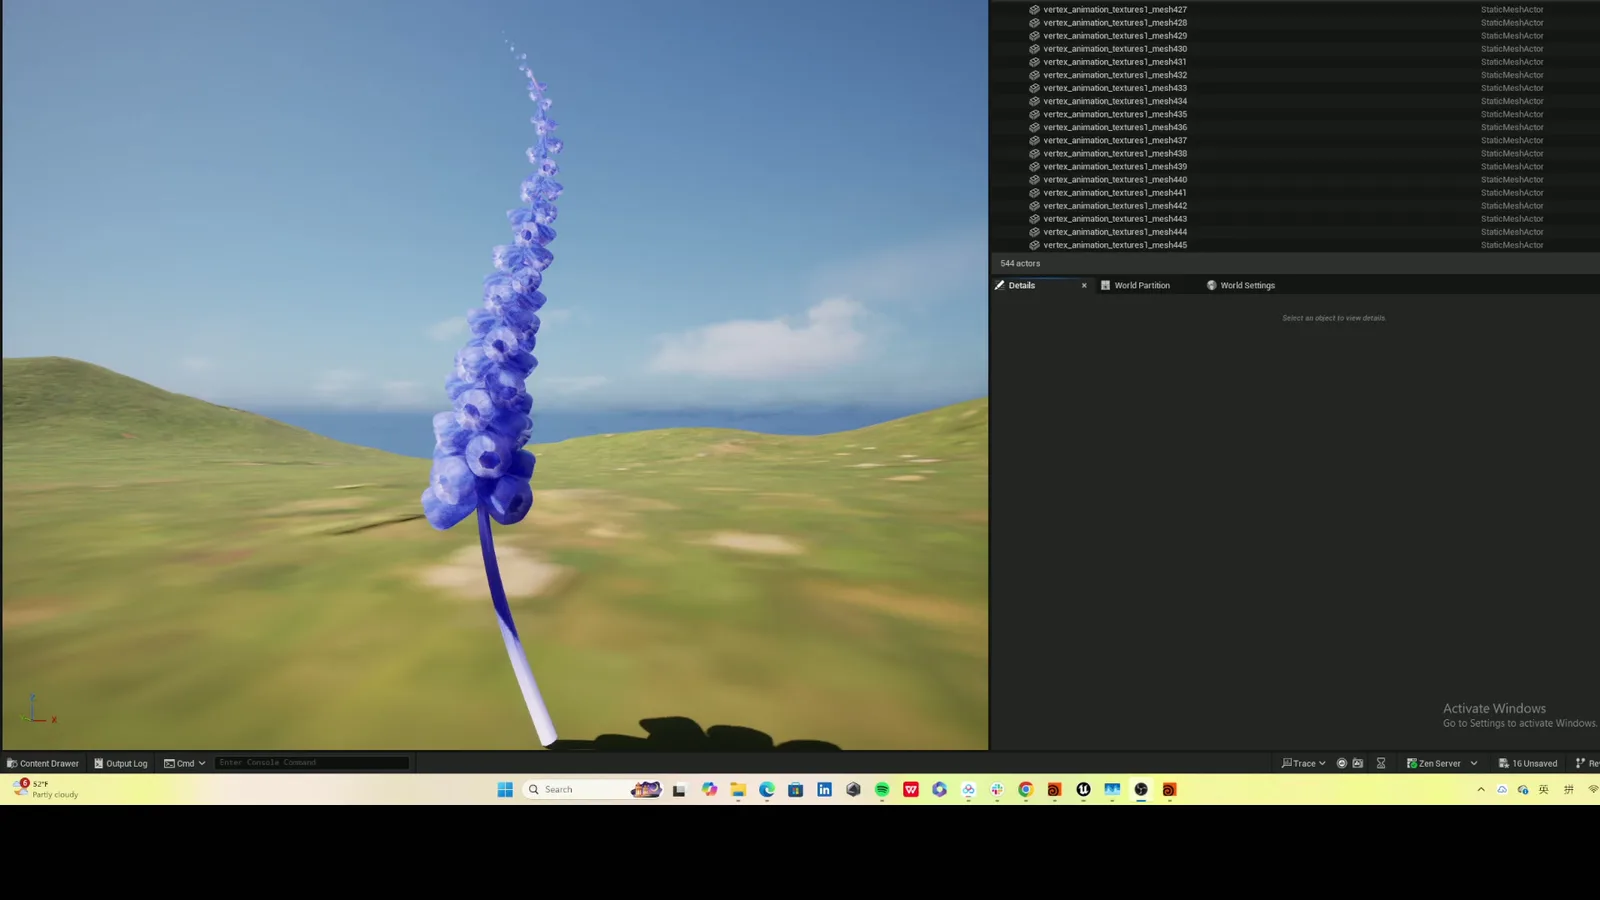 vertex_animation_textures1_mesh427 StaticMeshActor
vertex_animation_textures1_mesh428 StaticMeshActor
vertex_animation_textures1_mesh429 StaticMeshActor
vertex_animation_textures1_mesh430 StaticMeshActor
vertex_animation_textures1_mesh431 StaticMeshActor
vertex_animation_textures1_mesh432 StaticMeshActor
vertex_animation_textures1_mesh433 StaticMeshActor
vertex_animation_textures1_mesh434 StaticMeshActor
vertex_animation_textures1_mesh435 StaticMeshActor
vertex_animation_textures1_mesh436 StaticMeshActor
vertex_animation_textures1_mesh437 StaticMeshActor
vertex_animation_textures1_mesh438 StaticMeshActor
vertex_animation_textures1_mesh439 StaticMeshActor
vertex_animation_textures1_mesh440 StaticMeshActor
vertex_animation_textures1_mesh441 StaticMeshActor
vertex_animation_textures1_mesh442 StaticMeshActor
vertex_animation_textures1_mesh443 StaticMeshActor
vertex_animation_textures1_mesh444 StaticMeshActor
vertex_animation_textures1_mesh445 StaticMeshActor
544 actors
Details World Partition World Settings
Select an object to view details.
Z
X
Activate Windows
Go to Settings to activate Windows.
Content Drawer Output Log Cmd Enter Console Command Trace Zen Server 16 Unsaved Re
6 52°F
Partly cloudy
Search 英 拼